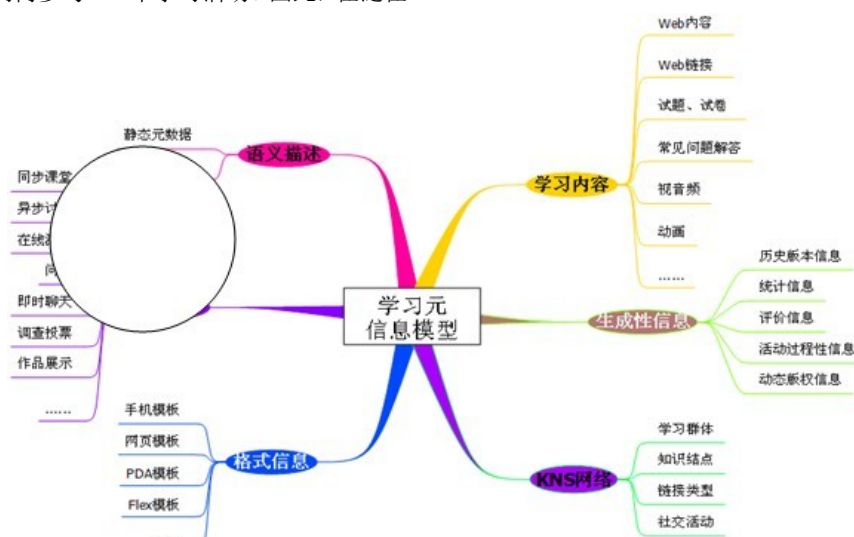 Web内容
Web链接
试题、试卷
常见问题解答
视音频
动画
……
学习内容
静态元数据
语义描述
同步课堂
异步讨
在线
问
即时聊天
调查投票
作品展示
……
学习元
信息模型
历史版本信息
统计信息
评价信息
活动过程性信息
动态版权信息
生成性信息
手机模板
网页模板
PDA模板
Flex模板
格式信息
学习群体
知识结点
链接类型
社交活动
KNS网络